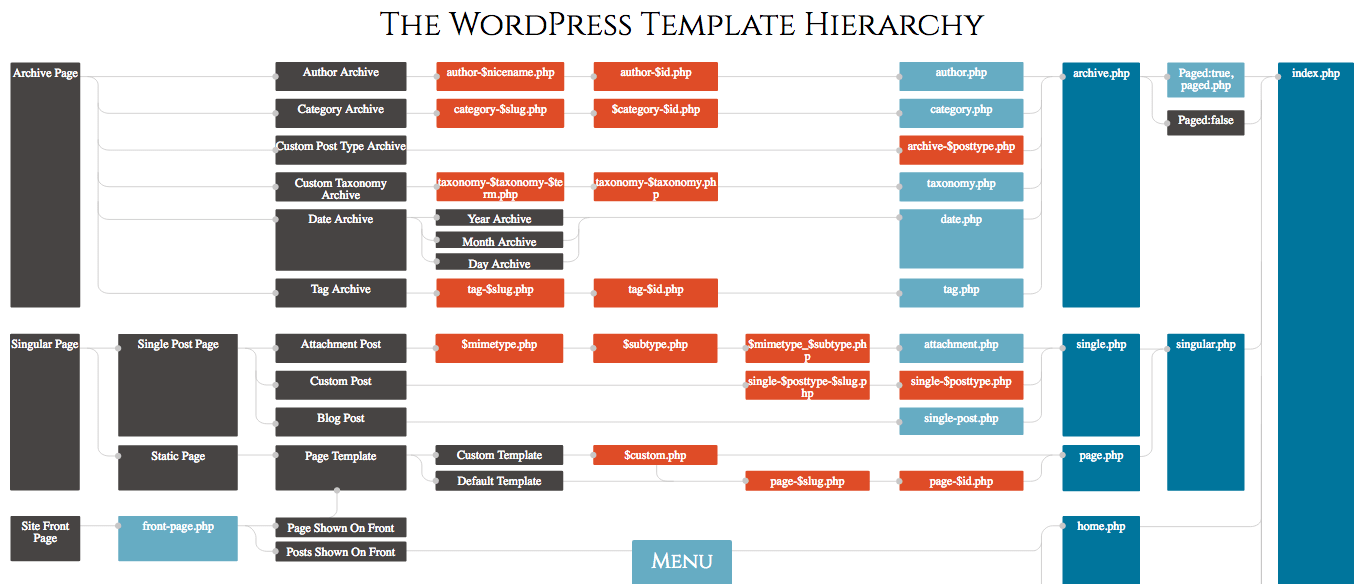 The WordPress Template Hierarchy
Archive Page
Author Archive
author-$nicename.php
author-$id.php
author.php
archive.php
Paged:true,
paged.php
index.php
Category Archive
category-$slug.php
$category-$id.php
category.php
Paged:false
Custom Post Type Archive
archive-$posttype.php
Custom Taxonomy
Archive
taxonomy-$taxonomy-$te
rm.php
taxonomy-$taxonomy.ph
p
taxonomy.php
Date Archive
Year Archive
Month Archive
Day Archive
date.php
Tag Archive
tag-$slug.php
tag-$id.php
tag.php
Singular Page
Single Post Page
Attachment Post
$mimetype.php
$subtype.php
$mimetype_$subtype.ph
p
attachment.php
single.php
singular.php
Custom Post
single-$posttype-$slug.p
hp
single-$posttype.php
Blog Post
single-post.php
Static Page
Page Template
Custom Template
$custom.php
page.php
Default Template
page-$slug.php
page-$id.php
Site Front
Page
front-page.php
Page Shown On Front
home.php
Posts Shown On Front
Menu